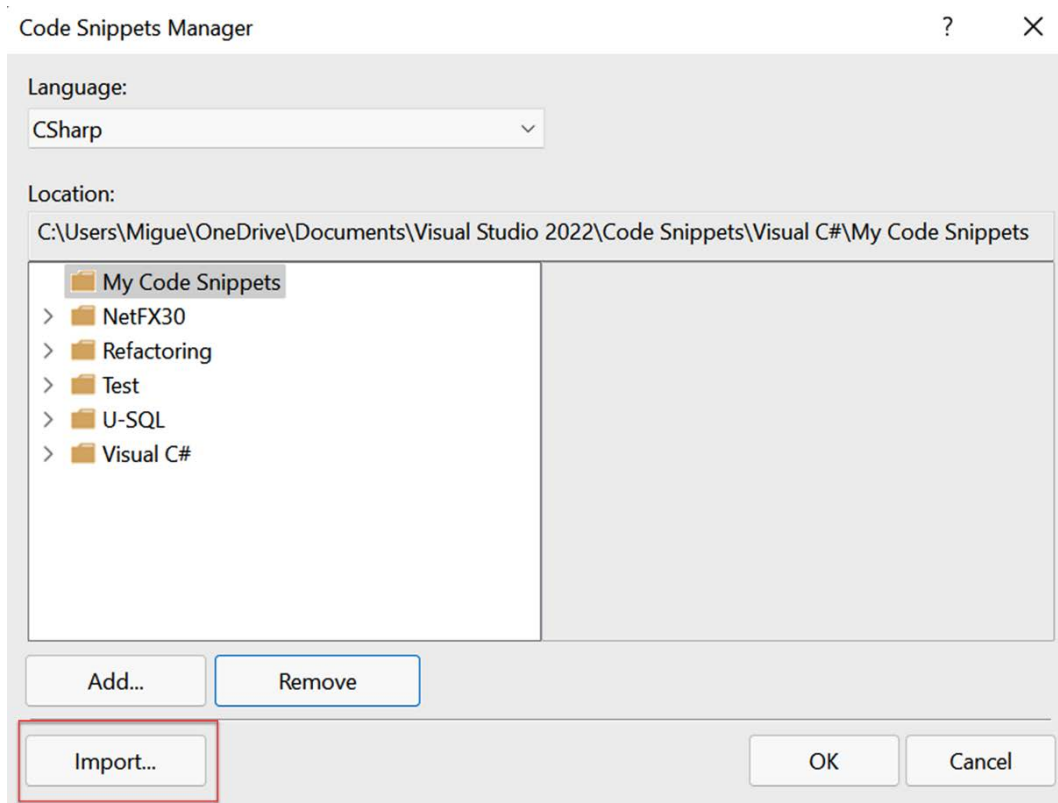 Code Snippets Manager ?
Language:
CSharp
Location:
C:\Users\Migue\OneDrive\Documents\Visual Studio 2022\Code Snippets\Visual C#\My Code Snippets
My Code Snippets
NetFX30
Refactoring
Test
U-SQL
Visual C#
Add... Remove
Import... OK Cancel